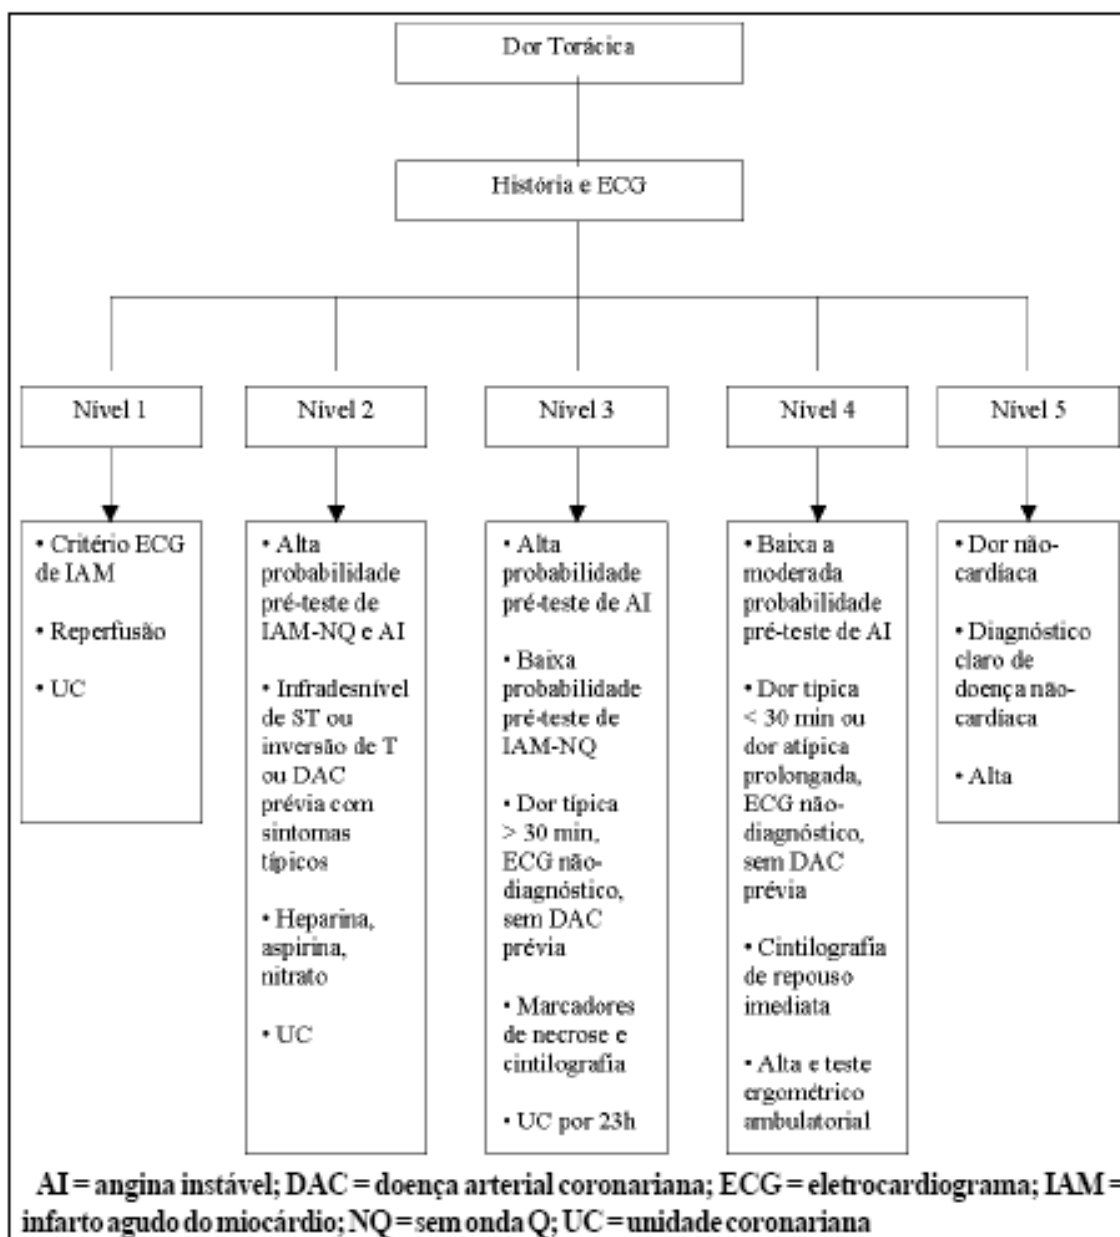 Dor Torácica
História e ECG
Nível 1
Nível 2
Nível 3
Nível 4
Nível 5
• Critério ECG
de IAM
• Reperfusão
• UC
• Alta
probabilidade
pré-teste de
IAM-NQ e AI
• Infradesnível
de ST ou
inversão de T
ou DAC
prévia com
sintomas
típicos
• Heparina,
aspirina,
nitrato
• UC
• Alta
probabilidade
pré-teste de AI
• Baixa
probabilidade
pré-teste de
IAM-NQ
• Dor típica
> 30 min,
ECG não-
diagnóstico,
sem DAC
prévia
• Marcadores
de necrose e
cintilografia
• UC por 23h
• Baixa a
moderada
probabilidade
pré-teste de AI
• Dor típica
< 30 min ou
dor atípica
prolongada,
ECG não-
diagnóstico,
sem DAC
prévia
• Cintilografia
de repouso
imediata
• Alta e teste
ergométrico
ambulatorial
• Dor não-
cardíaca
• Diagnóstico
claro de
doença não-
cardíaca
• Alta
AI = angina instável; DAC = doença arterial coronariana; ECG = eletrocardiograma; IAM =
infarto agudo do miocárdio; NQ = sem onda Q; UC = unidade coronariana